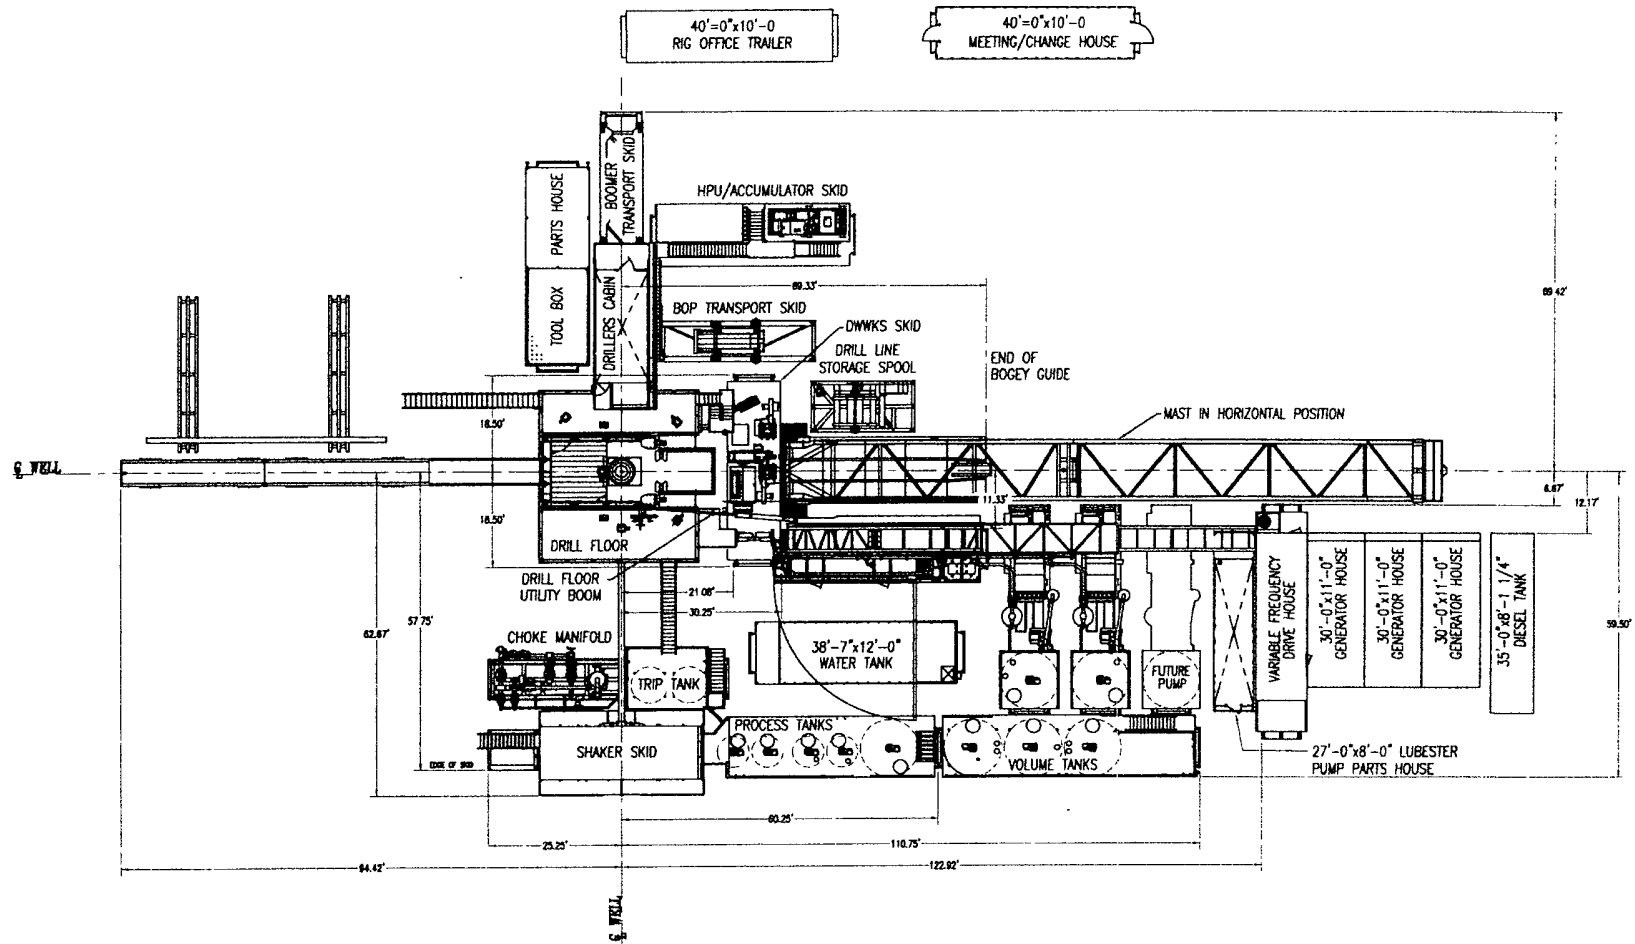 40'=0"x10'-0
RIG OFFICE TRAILER
40'=0"x10'-0
MEETING/CHANGE HOUSE
BOOMER
TRANSPORT SKID
PARTS HOUSE
HPU/ACCUMULATOR SKID
TOOL BOX
DRILLERS CABIN
69.33'
69.42'
BOP TRANSPORT SKID
DWWKS SKID
DRILL LINE
STORAGE SPOOL
END OF
BOGEY GUIDE
MAST IN HORIZONTAL POSITION
18.50'
℄ WELL
11.33'
6.67'
12.17'
18.50'
DRILL FLOOR
DRILL FLOOR
UTILITY BOOM
21.08'
30.25'
VARIABLE FREQUENCY
DRIVE HOUSE
30'-0"x11'-0"
GENERATOR HOUSE
30'-0"x11'-0"
GENERATOR HOUSE
30'-0"x11'-0"
GENERATOR HOUSE
35'-0"x8'-1 1/4"
DIESEL TANK
57.75'
62.67'
59.50'
CHOKE MANIFOLD
38'-7"x12'-0"
WATER TANK
TRIP TANK
FUTURE
PUMP
PROCESS TANKS
SHAKER SKID
VOLUME TANKS
EDGE OF SKID
27'-0"x8'-0" LUBESTER
PUMP PARTS HOUSE
60.25'
25.25'
110.75'
94.42'
122.92'
℄ WELL